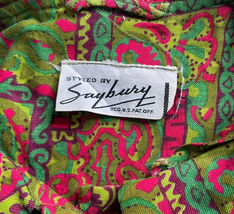 STYLED BY
Saybury
REG. U.S. PAT. OFF.